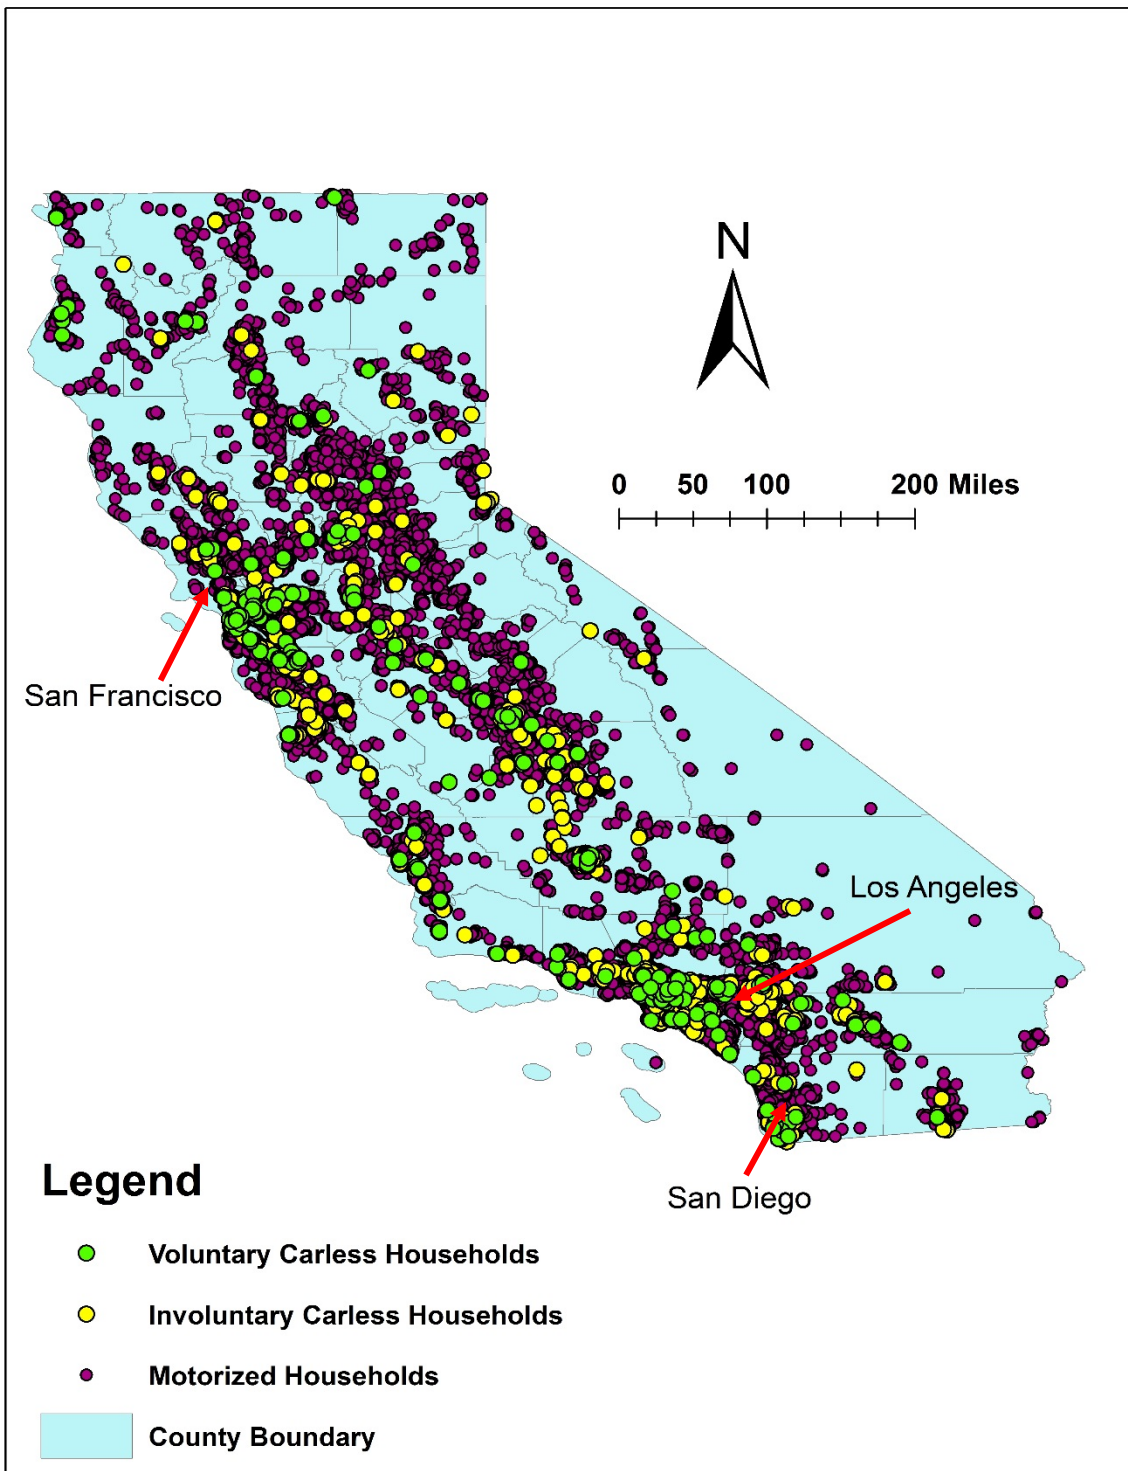 N
0 50 100 200 Miles
San Francisco
Los Angeles
San Diego
Legend
Voluntary Carless Households
Involuntary Carless Households
Motorized Households
County Boundary